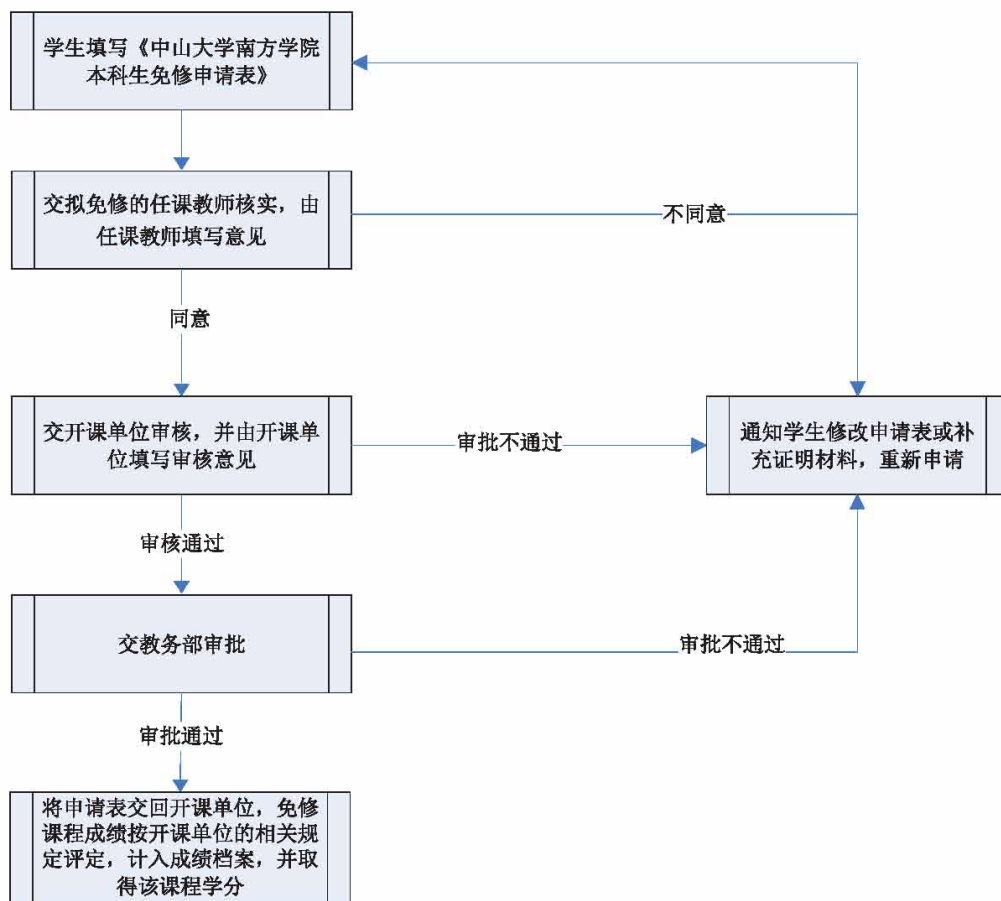 学生填写《中山大学南方学院
本科生免修申请表》
交拟免修的任课教师核实，由
任课教师填写意见
不同意
同意
交开课单位审核，并由开课单
位填写审核意见
审批不通过
通知学生修改申请表或补
充证明材料，重新申请
审核通过
交教务部审批
审批不通过
审批通过
将申请表交回开课单位，免修
课程成绩按开课单位的相关规
定评定，计入成绩档案，并取
得该课程学分